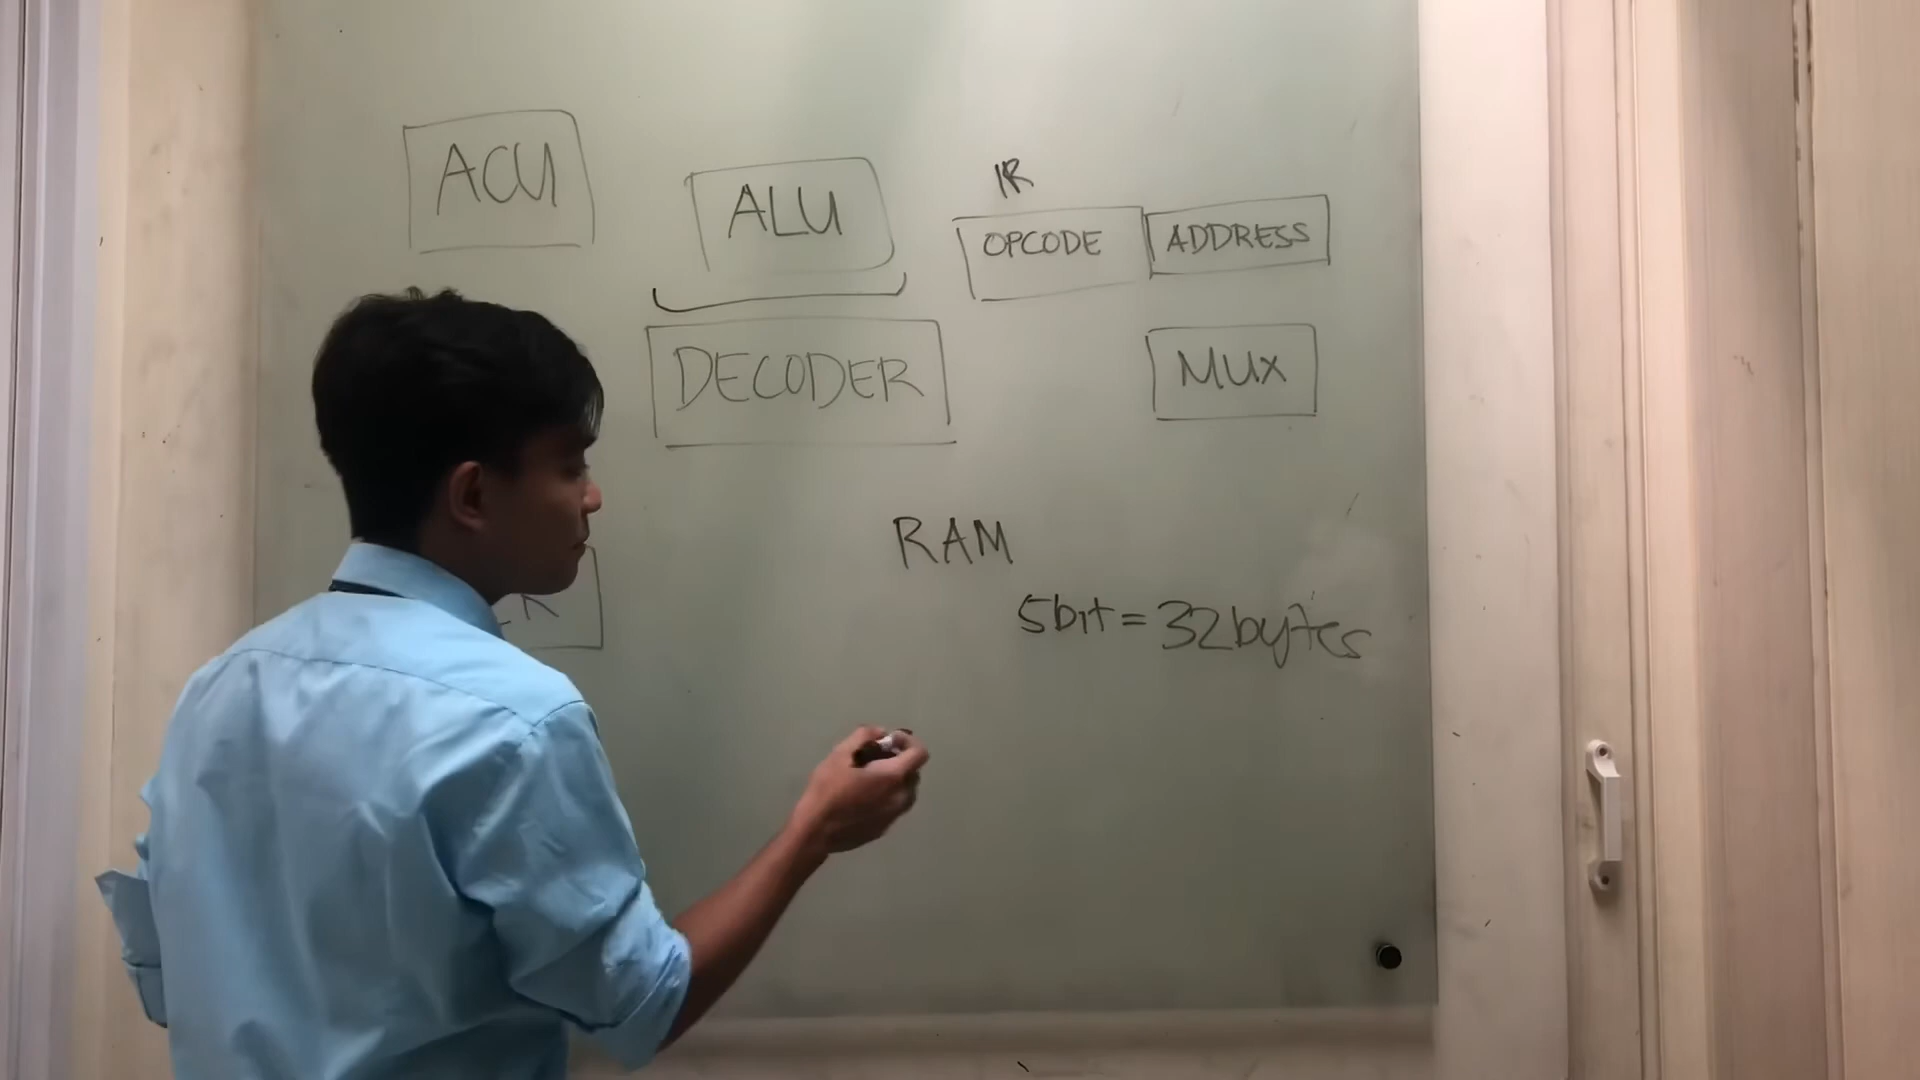 ACU
ALU
IR
OPCODE ADDRESS
DECODER
MUX
RAM
5bit = 32bytes